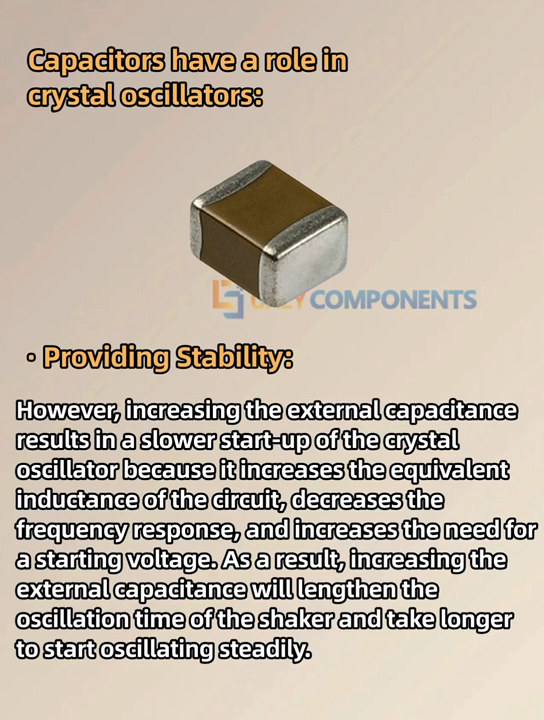 Capacitors have a role in
crystal oscillators:
COMPONENTS
· Providing Stability:
However, increasing the external capacitance
results in a slower start-up of the crystal
oscillator because it increases the equivalent
inductance of the circuit, decreases the
frequency response, and increases the need for
a starting voltage. As a result, increasing the
external capacitance will lengthen the
oscillation time of the shaker and take longer
to start oscillating steadily.